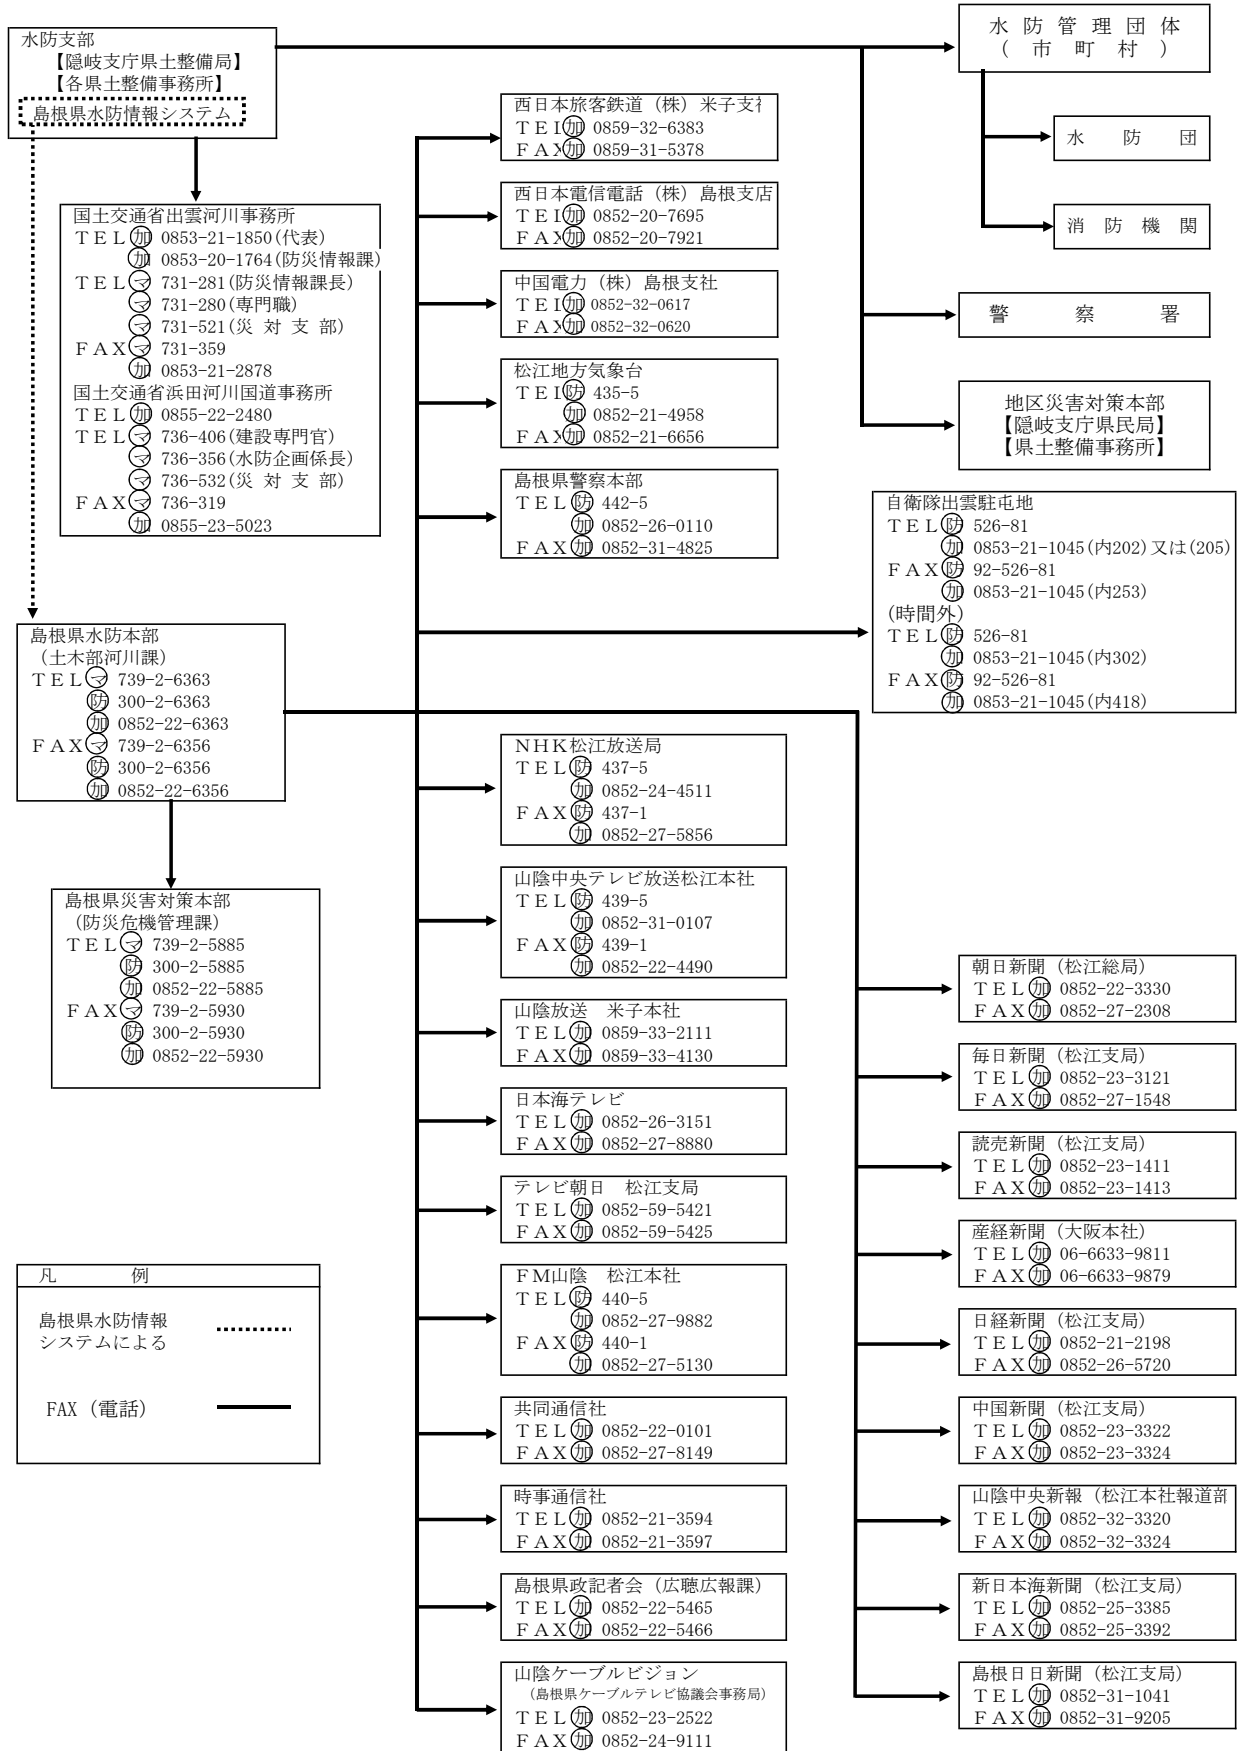 水防支部
【隠岐支庁県土整備局】
【各県土整備事務所】
島根県水防情報システム
国土交通省出雲河川事務所
ＴＥＬ㋕加 0853-21-1850(代表)
加 0853-20-1764(防災情報課)
ＴＥＬマ 731-281(防災情報課長)
マ 731-280(専門職)
マ 731-521(災 対 支 部)
ＦＡＸマ 731-359
加 0853-21-2878
国土交通省浜田河川国道事務所
ＴＥＬ加 0855-22-2480
ＴＥＬマ 736-406(建設専門官)
マ 736-356(水防企画係長)
マ 736-532(災 対 支 部)
ＦＡＸマ 736-319
加 0855-23-5023
島根県水防本部
（土木部河川課）
ＴＥＬマ 739-2-6363
防 300-2-6363
加 0852-22-6363
ＦＡＸマ 739-2-6356
防 300-2-6356
加 0852-22-6356
島根県災害対策本部
（防災危機管理課）
ＴＥＬマ 739-2-5885
防 300-2-5885
加 0852-22-5885
ＦＡＸマ 739-2-5930
防 300-2-5930
加 0852-22-5930
凡　　　例
島根県水防情報
システムによる
FAX（電話）
西日本旅客鉄道（株）米子支
ＴＥＬ加 0859-32-6383
ＦＡＸ加 0859-31-5378
西日本電信電話（株）島根支店
ＴＥＬ加 0852-20-7695
ＦＡＸ加 0852-20-7921
中国電力（株）島根支社
ＴＥＬ加 0852-32-0617
ＦＡＸ加 0852-32-0620
松江地方気象台
ＴＥＬ防 435-5
加 0852-21-4958
ＦＡＸ加 0852-21-6656
島根県警察本部
ＴＥＬ防 442-5
加 0852-26-0110
ＦＡＸ加 0852-31-4825
ＮＨＫ松江放送局
ＴＥＬ防 437-5
加 0852-24-4511
ＦＡＸ防 437-1
加 0852-27-5856
山陰中央テレビ放送松江本社
ＴＥＬ防 439-5
加 0852-31-0107
ＦＡＸ防 439-1
加 0852-22-4490
山陰放送　米子本社
ＴＥＬ加 0859-33-2111
ＦＡＸ加 0859-33-4130
日本海テレビ
ＴＥＬ加 0852-26-3151
ＦＡＸ加 0852-27-8880
テレビ朝日　松江支局
ＴＥＬ加 0852-59-5421
ＦＡＸ加 0852-59-5425
ＦＭ山陰　松江本社
ＴＥＬ防 440-5
加 0852-27-9882
ＦＡＸ防 440-1
加 0852-27-5130
共同通信社
ＴＥＬ加 0852-22-0101
ＦＡＸ加 0852-27-8149
時事通信社
ＴＥＬ加 0852-21-3594
ＦＡＸ加 0852-21-3597
島根県政記者会（広聴広報課）
ＴＥＬ加 0852-22-5465
ＦＡＸ加 0852-22-5466
山陰ケーブルビジョン
（島根県ケーブルテレビ協議会事務局）
ＴＥＬ加 0852-23-2522
ＦＡＸ加 0852-24-9111
水 防 管 理 団 体
（ 市 町 村 ）
水　防　団
消 防 機 関
警　察　署
地区災害対策本部
【隠岐支庁県民局】
【県土整備事務所】
自衛隊出雲駐屯地
ＴＥＬ防 526-81
加 0853-21-1045(内202)又は(205)
ＦＡＸ防 92-526-81
加 0853-21-1045(内253)
(時間外)
ＴＥＬ防 526-81
加 0853-21-1045(内302)
ＦＡＸ防 92-526-81
加 0853-21-1045(内418)
朝日新聞（松江総局）
ＴＥＬ加 0852-22-3330
ＦＡＸ加 0852-27-2308
毎日新聞（松江支局）
ＴＥＬ加 0852-23-3121
ＦＡＸ加 0852-27-1548
読売新聞（松江支局）
ＴＥＬ加 0852-23-1411
ＦＡＸ加 0852-23-1413
産経新聞（大阪本社）
ＴＥＬ加 06-6633-9811
ＦＡＸ加 06-6633-9879
日経新聞（松江支局）
ＴＥＬ加 0852-21-2198
ＦＡＸ加 0852-26-5720
中国新聞（松江支局）
ＴＥＬ加 0852-23-3322
ＦＡＸ加 0852-23-3324
山陰中央新報（松江本社報道部
ＴＥＬ加 0852-32-3320
ＦＡＸ加 0852-32-3324
新日本海新聞（松江支局）
ＴＥＬ加 0852-25-3385
ＦＡＸ加 0852-25-3392
島根日日新聞（松江支局）
ＴＥＬ加 0852-31-1041
ＦＡＸ加 0852-31-9205